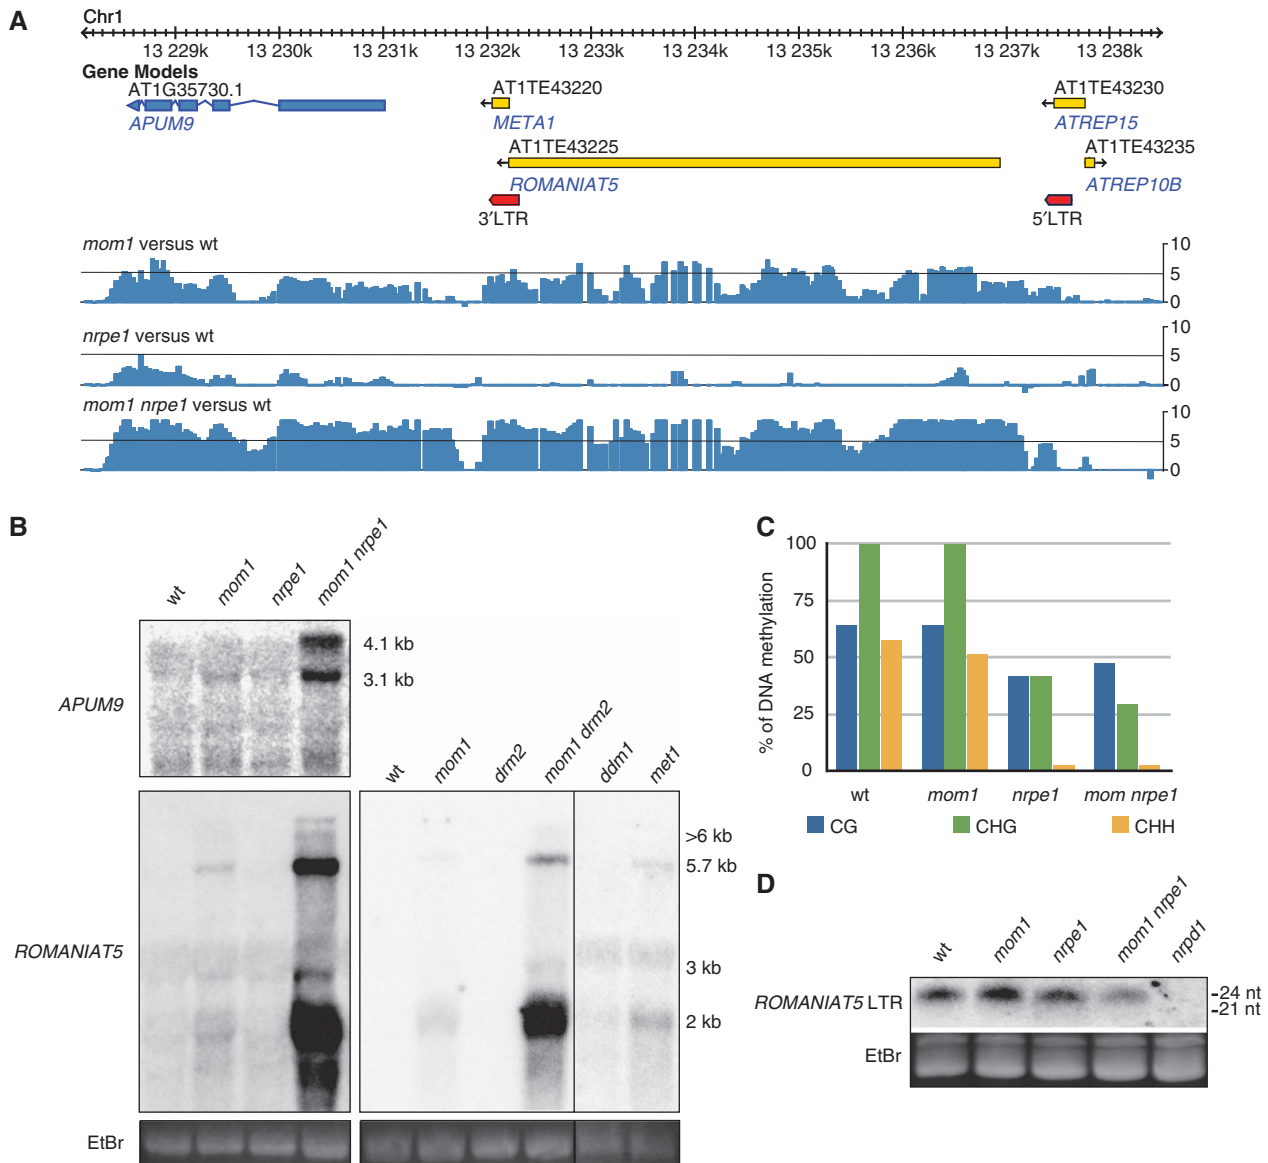 A
Chr1
13 229k 13 230k 13 231k 13 232k 13 233k 13 234k 13 235k 13 236k 13 237k 13 238k
Gene Models
AT1G35730.1 AT1TE43220 AT1TE43230
APUM9 META1 ATREP15
AT1TE43225 AT1TE43235
ROMANIAT5 ATREP10B
3′LTR 5′LTR
mom1 versus wt
10
5
0
nrpe1 versus wt
10
5
0
mom1 nrpe1 versus wt
10
5
0
B
wt mom1 nrpe1 mom1 nrpe1
4.1 kb
3.1 kb
APUM9
wt mom1 drm2 mom1 drm2 ddm1 met1
>6 kb
5.7 kb
ROMANIAT5
3 kb
2 kb
EtBr
C
% of DNA methylation
100
75
50
25
0
wt mom1 nrpe1 mom nrpe1
CG CHG CHH
D
wt mom1 nrpe1 mom1 nrpe1 nrpd1
ROMANIAT5 LTR
-24 nt
-21 nt
EtBr